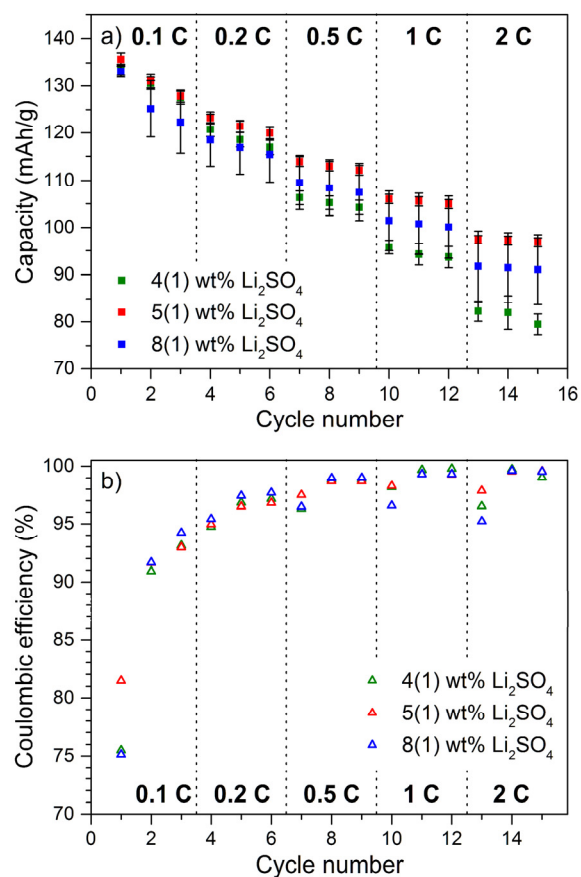 a)
0.1 C 0.2 C 0.5 C 1 C 2 C
140
130
120
110
100
90
80
70
Capacity (mAh/g)
4(1) wt% Li₂SO₄
5(1) wt% Li₂SO₄
8(1) wt% Li₂SO₄
0 2 4 6 8 10 12 14 16
Cycle number
b)
100
95
90
85
80
75
70
Coulombic efficiency (%)
4(1) wt% Li₂SO₄
5(1) wt% Li₂SO₄
8(1) wt% Li₂SO₄
0.1 C 0.2 C 0.5 C 1 C 2 C
0 2 4 6 8 10 12 14
Cycle number